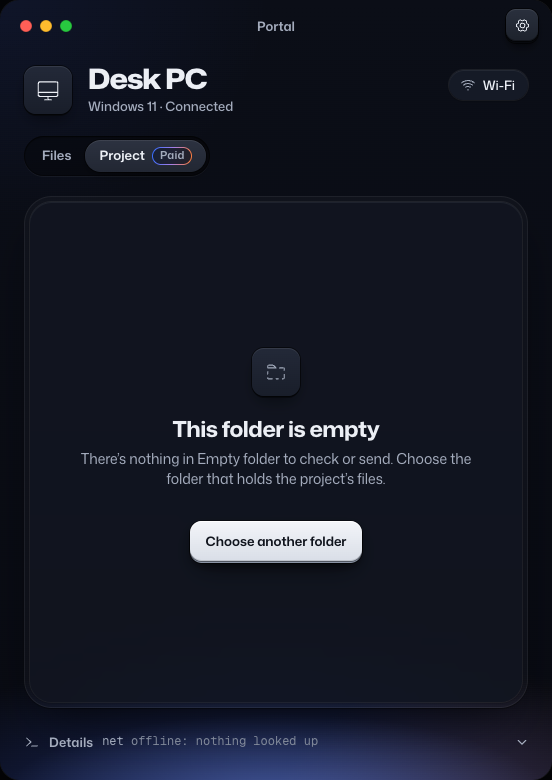 Portal
Desk PC
Windows 11 · Connected
Wi-Fi
Files
Project
Paid
This folder is empty
There's nothing in Empty folder to check or send. Choose the
folder that holds the project's files.
Choose another folder
Details net offline: nothing looked up